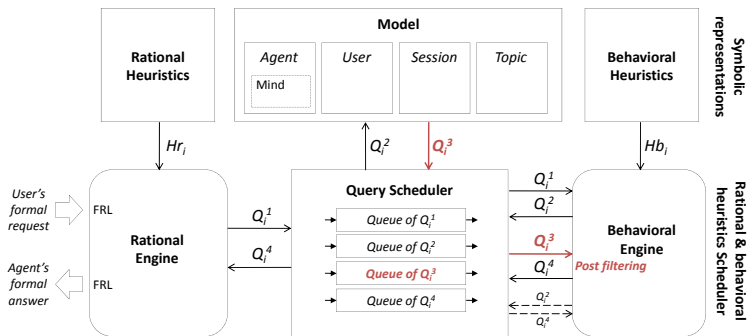 Model
Rational
Heuristics
Agent
Mind
User
Session
Topic
Behavioral
Heuristics
Symbolic
representations
Hr_i
Q_i^2
Q_i^3
Hb_i
User's
formal
request
FRL
Rational
Engine
Agent's
formal
answer
FRL
Q_i^1
Q_i^4
Query Scheduler
Queue of Q_i^1
Queue of Q_i^2
Queue of Q_i^3
Queue of Q_i^4
Q_i^1
Q_i^2
Q_i^3
Q_i^4
Q_i^2
Q_i^4
Behavioral
Engine
Post filtering
Rational & behavioral
heuristics Scheduler